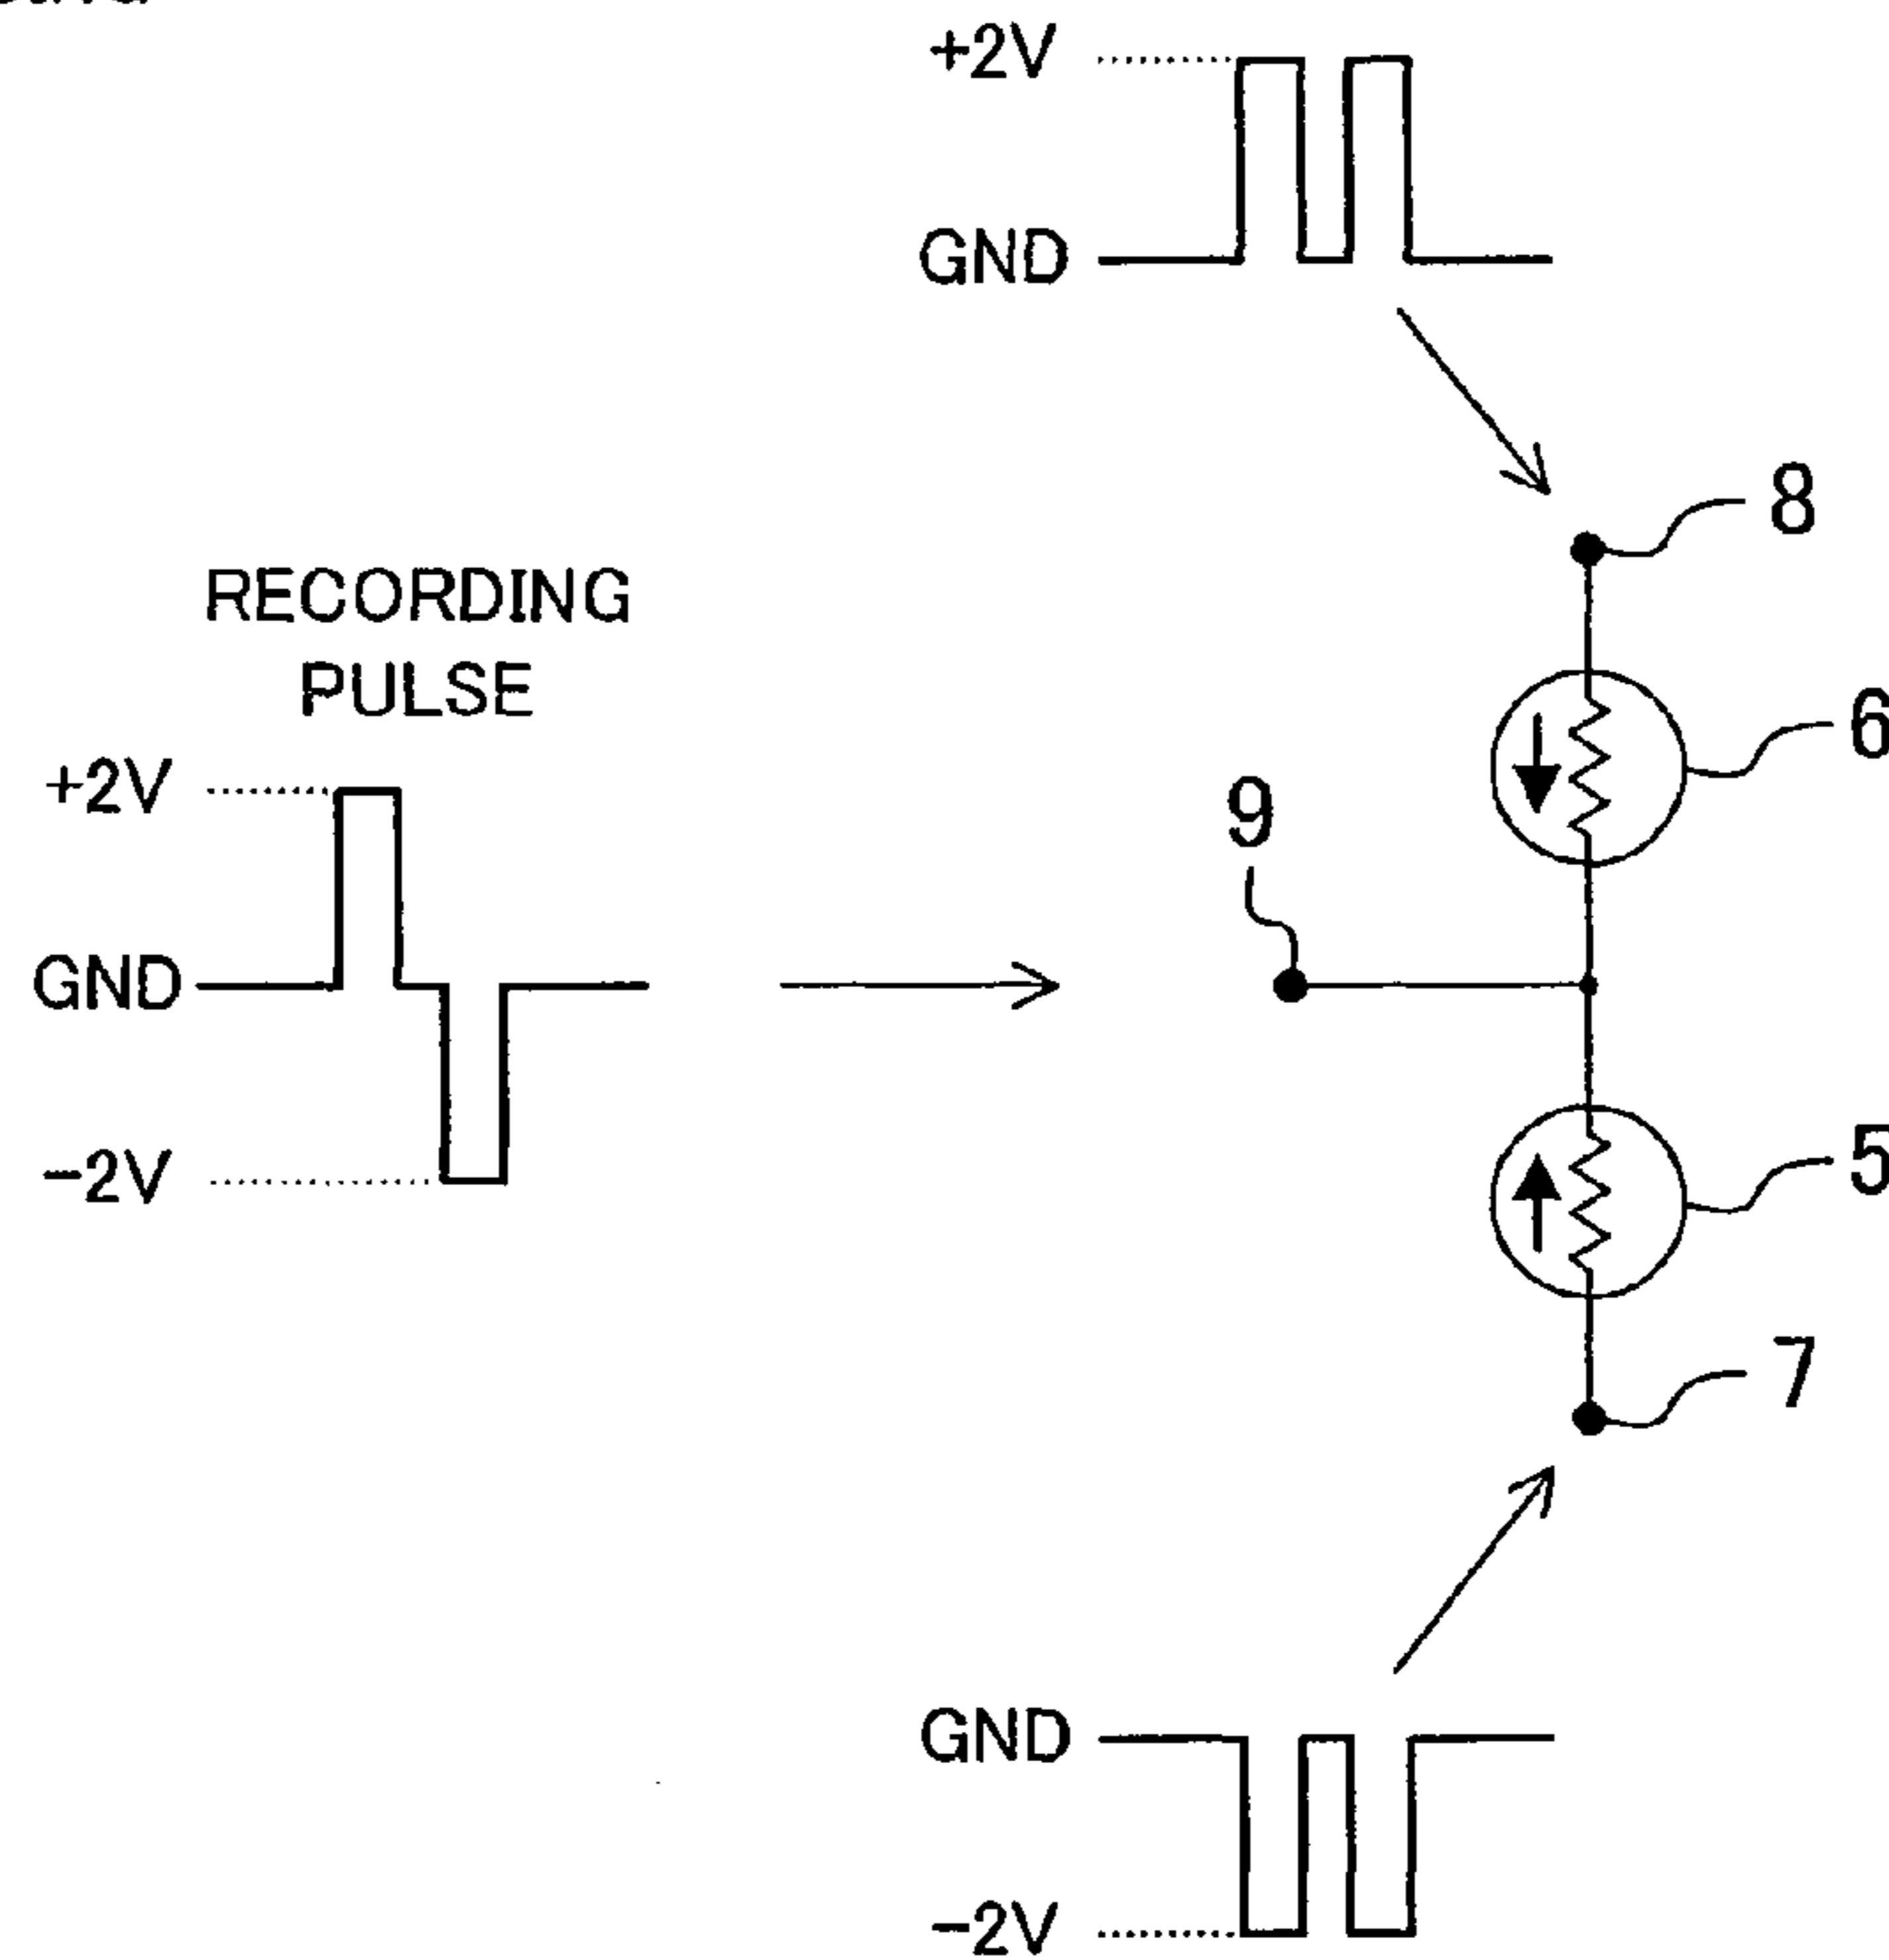 +2V
GND
8
RECORDING
PULSE
6
+2V
9
GND
5
-2V
7
GND
-2V